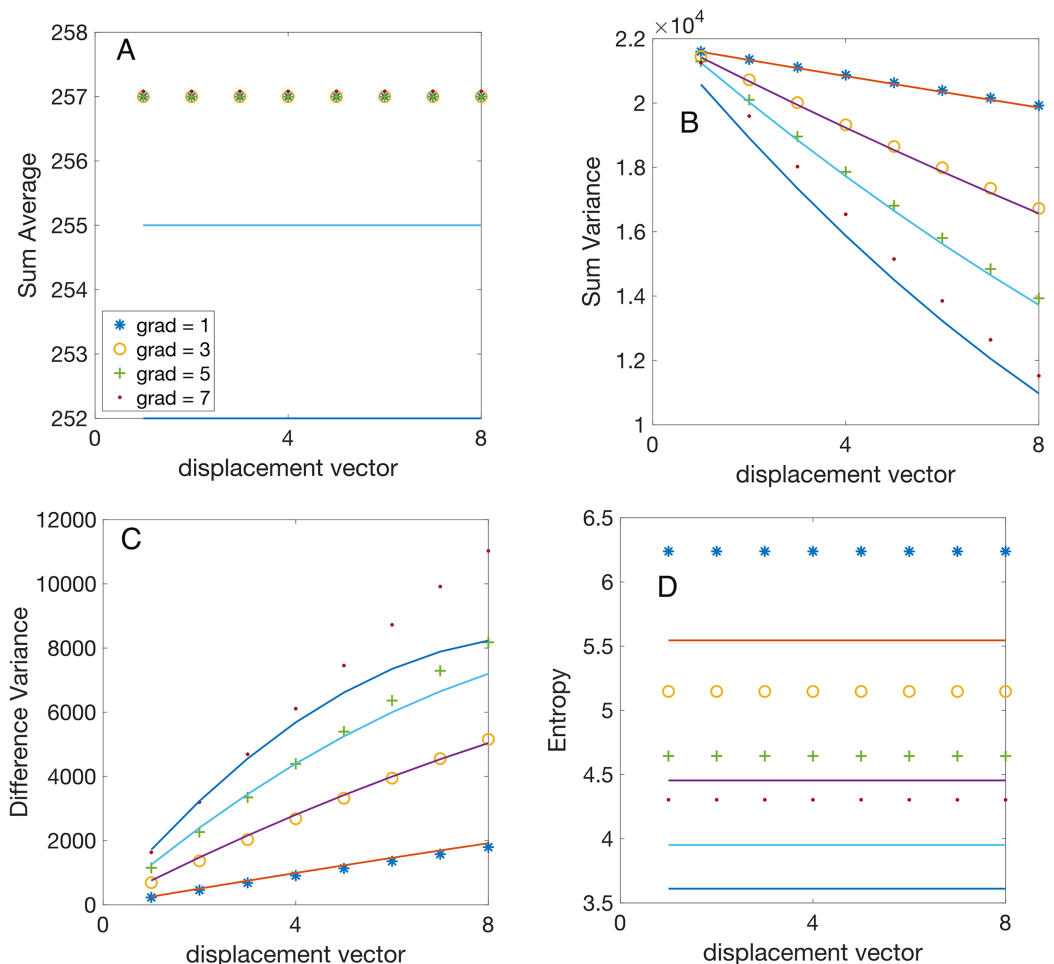 A
258
257
256
255
254
253
252
Sum Average
grad = 1
grad = 3
grad = 5
grad = 7
0
4
8
displacement vector
×10⁴
B
2.2
2
1.8
1.6
1.4
1.2
1
Sum Variance
0
4
8
displacement vector
C
12000
10000
8000
6000
4000
2000
0
Difference Variance
0
4
8
displacement vector
D
6.5
6
5.5
5
4.5
4
3.5
Entropy
0
4
8
displacement vector